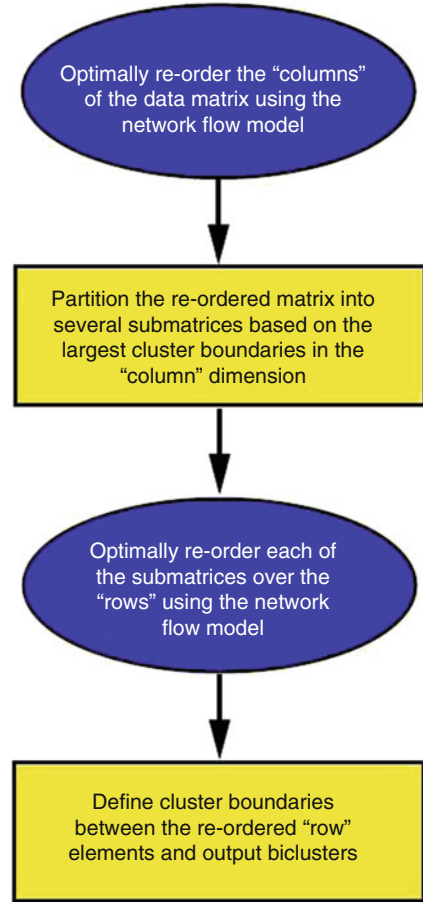 Optimally re-order the “columns”
of the data matrix using the
network flow model
Partition the re-ordered matrix into
several submatrices based on the
largest cluster boundaries in the
“column” dimension
Optimally re-order each of
the submatrices over the
“rows” using the network
flow model
Define cluster boundaries
between the re-ordered “row”
elements and output biclusters